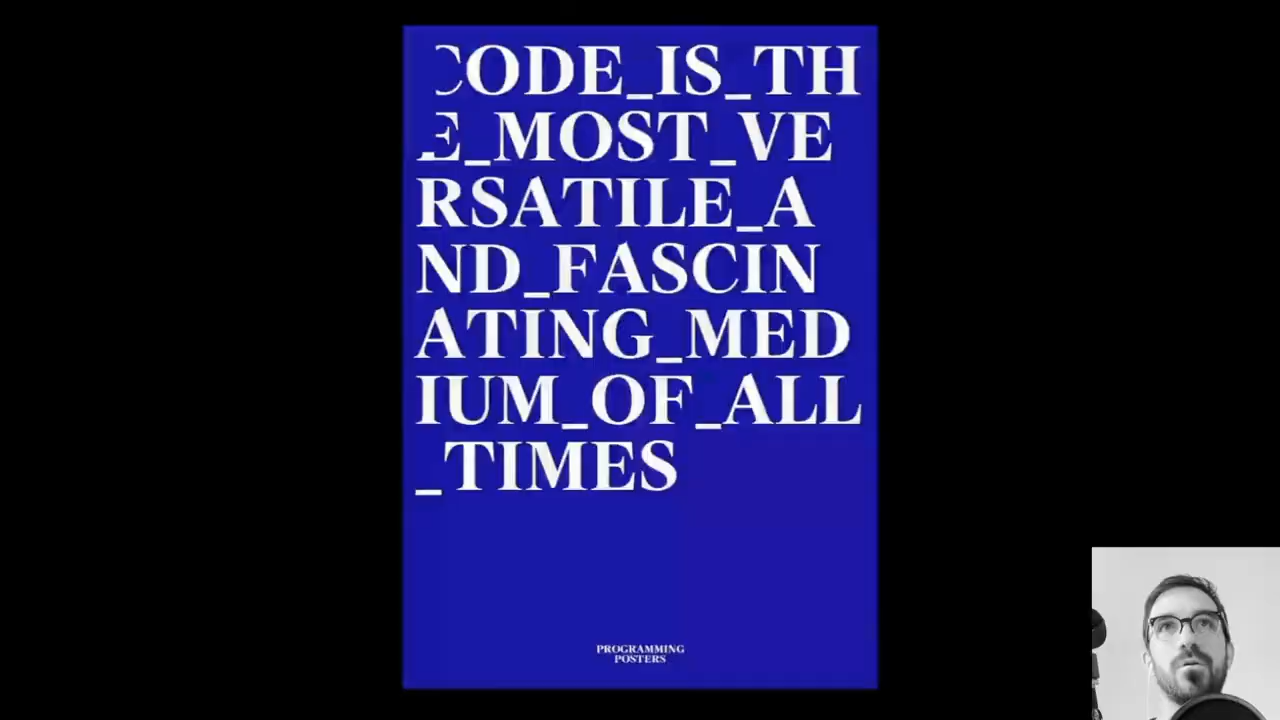 CODE_IS_TH
E_MOST_VE
RSATILE_A
ND_FASCIN
ATING_MED
IUM_OF_ALL
_TIMES
PROGRAMMING
POSTERS